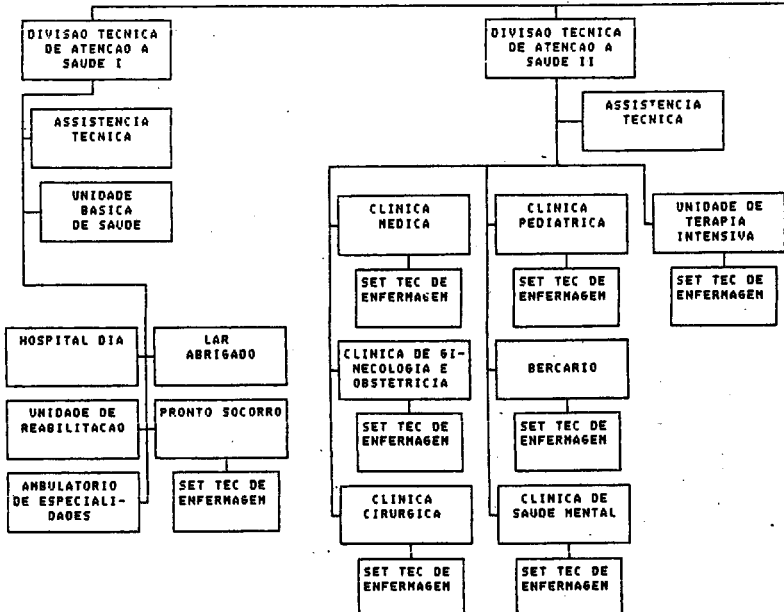 DIVISAO TECNICA
DE ATENCAO A
SAUDE I
ASSISTENCIA
TECNICA
UNIDADE
BASICA
DE SAUDE
HOSPITAL DIA
LAR
ABRIGADO
UNIDADE DE
REABILITACAO
PRONTO SOCORRO
AMBULATORIO
DE ESPECIALI-
DADES
SET TEC DE
ENFERMAGEM
DIVISAO TECNICA
DE ATENCAO A
SAUDE II
ASSISTENCIA
TECNICA
CLINICA
MEDICA
SET TEC DE
ENFERMAGEM
CLINICA DE GI-
NECOLOGIA E
OBSTETRICIA
SET TEC DE
ENFERMAGEM
CLINICA
CIRURGICA
SET TEC DE
ENFERMAGEM
CLINICA
PEDIATRICA
SET TEC DE
ENFERMAGEM
BERCARIO
SET TEC DE
ENFERMAGEM
CLINICA DE
SAUDE MENTAL
SET TEC DE
ENFERMAGEM
UNIDADE DE
TERAPIA
INTENSIVA
SET TEC DE
ENFERMAGEM